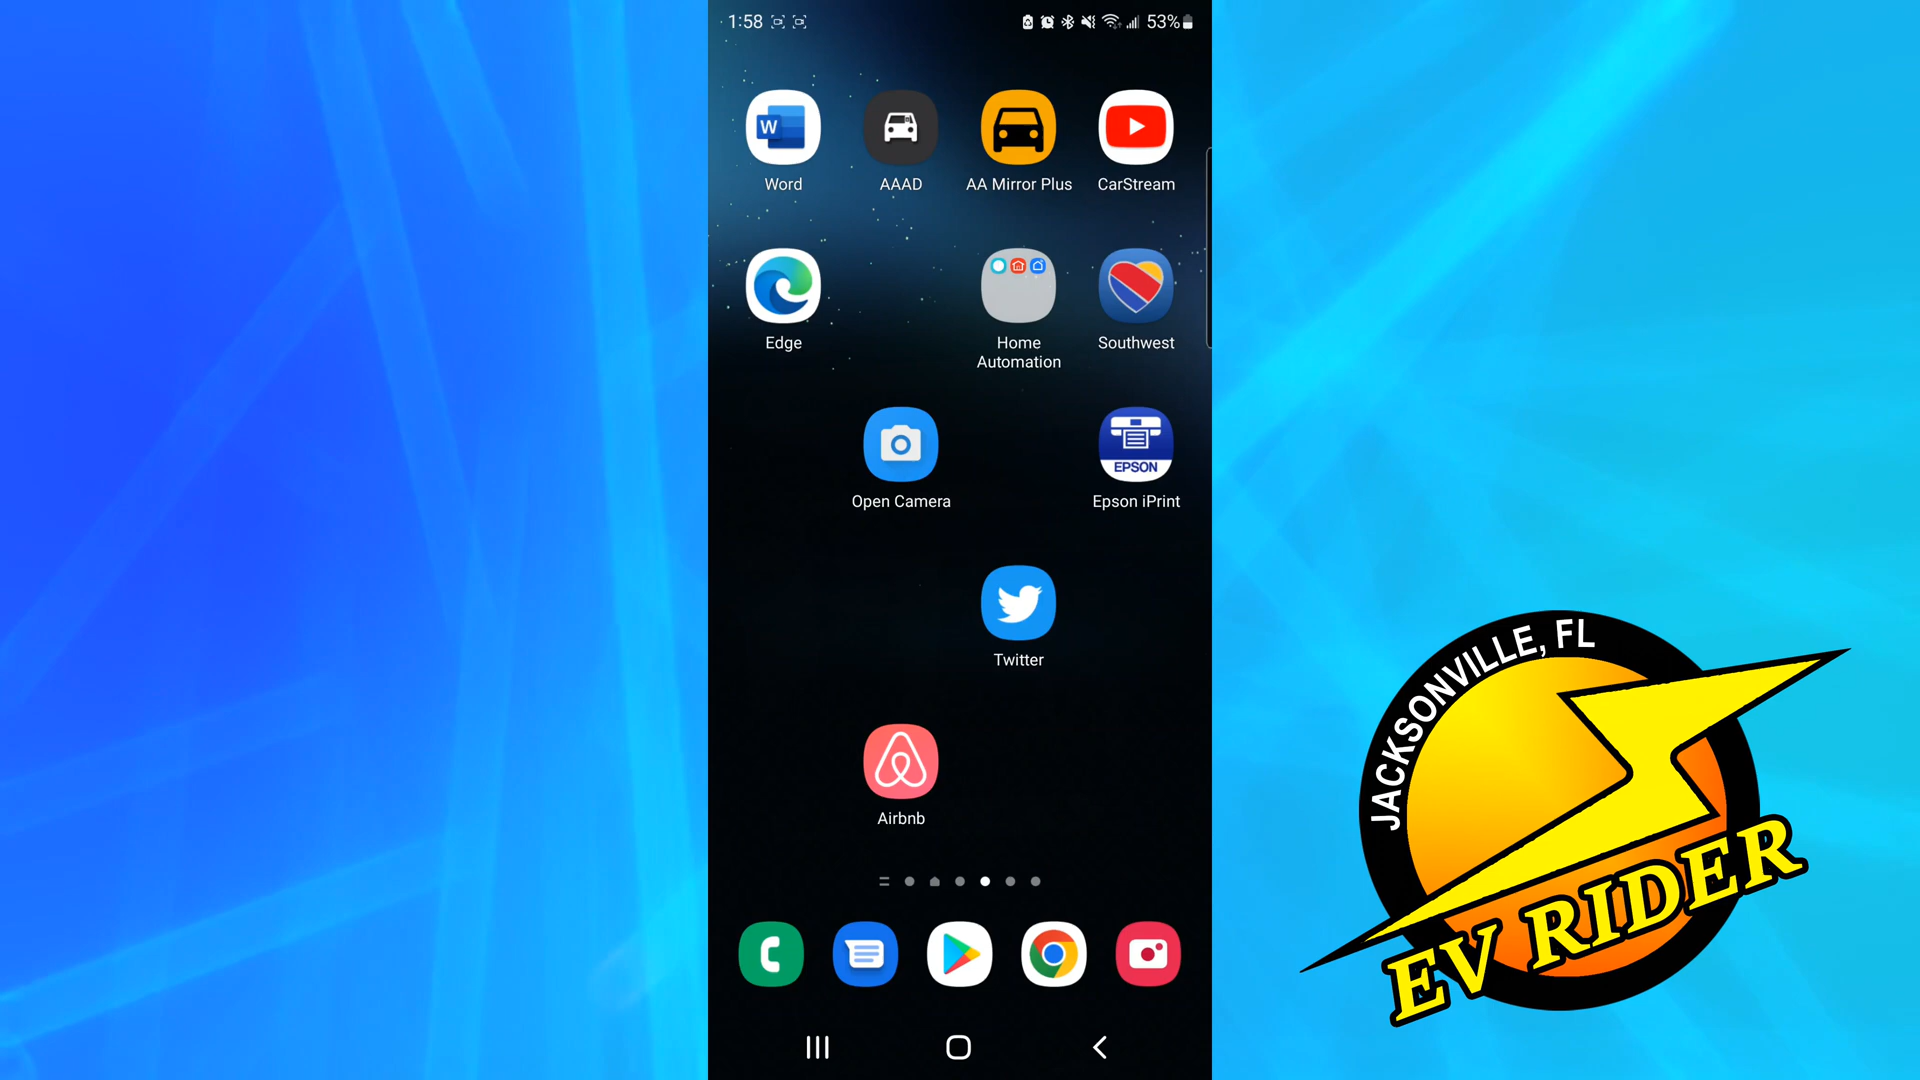 1:58
53%
W
Word
AAAD
AA Mirror Plus
CarStream
Edge
Home
Automation
Southwest
Open Camera
EPSON
Epson iPrint
Twitter
Airbnb
JACKSONVILLE, FL
EV RIDER